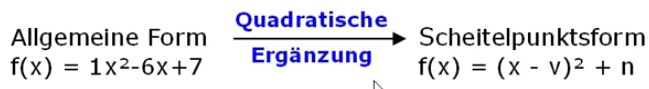 Quadratische
Allgemeine Form
Scheitelpunktsform
Ergänzung
f(x) = 1x²-6x+7
f(x) = (x - v)² + n